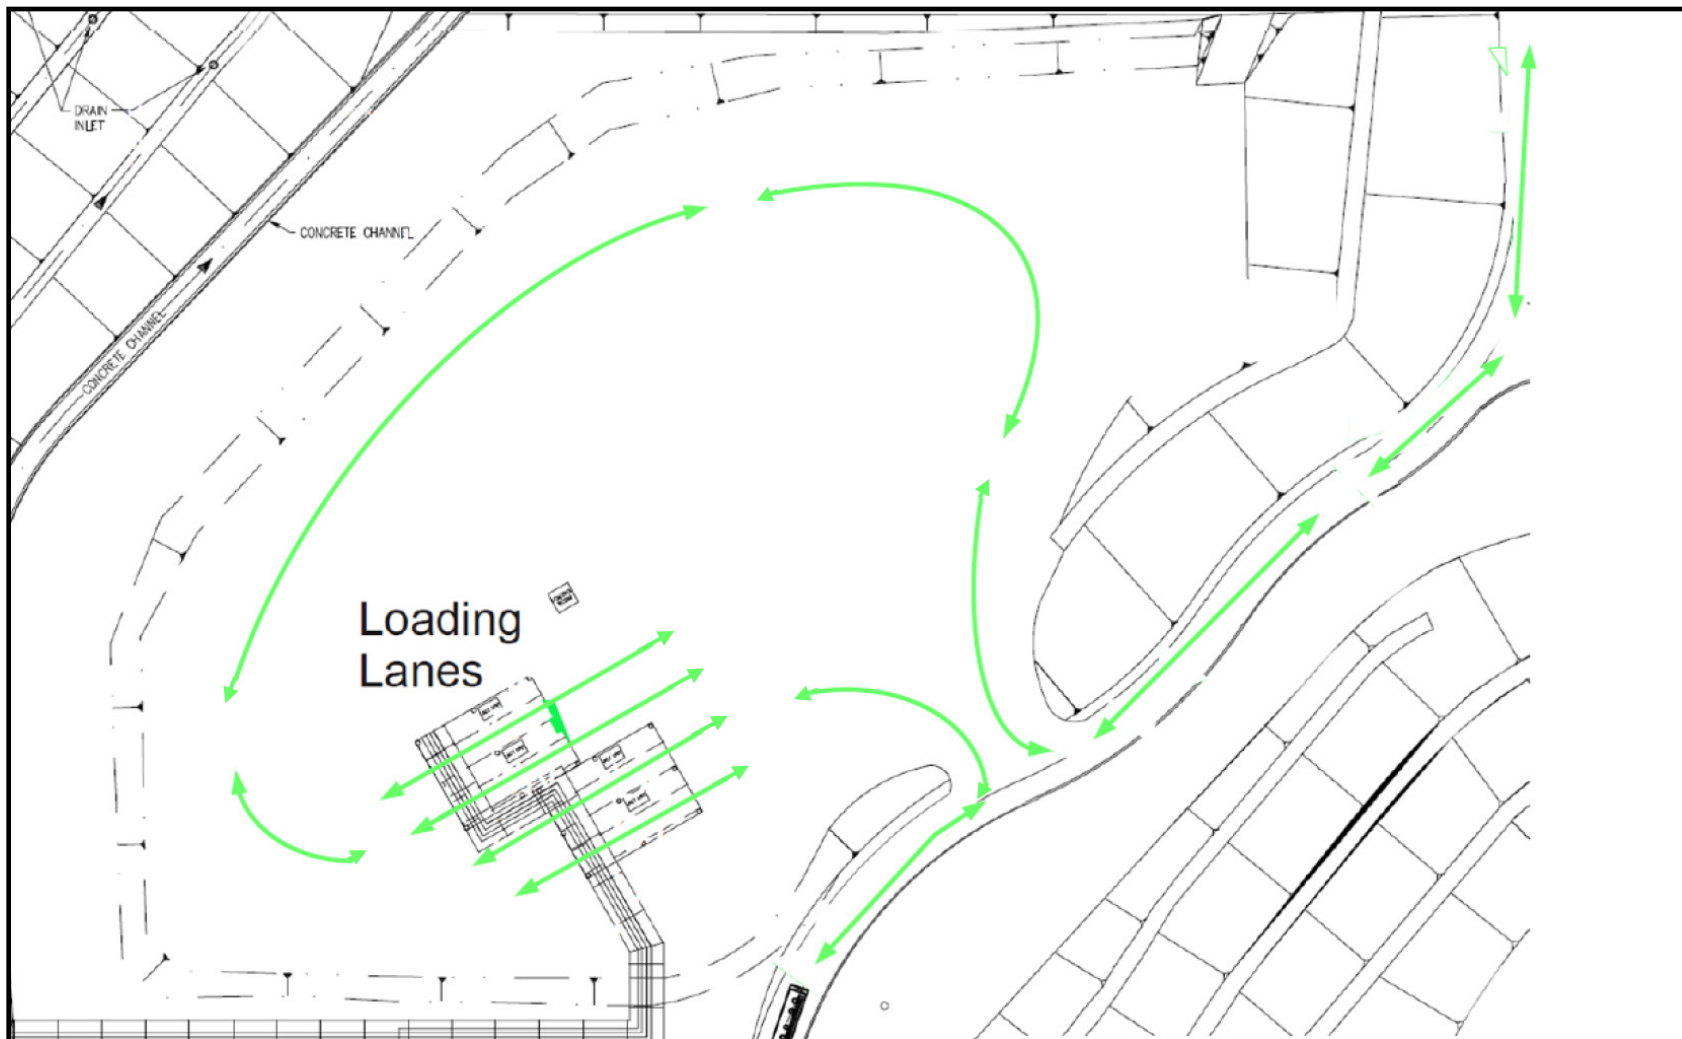 DRAIN
INLET
CONCRETE CHANNEL
CONCRETE CHANNEL
Loading
Lanes